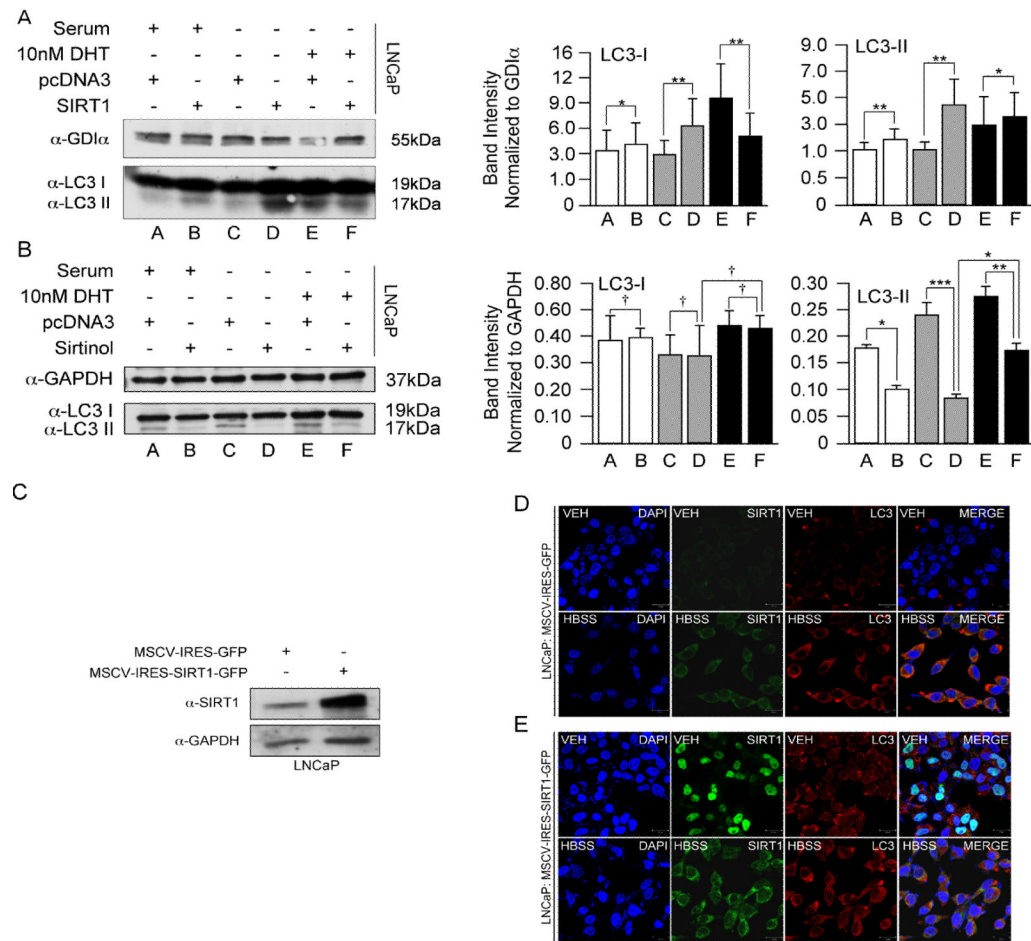 A
Serum + + - - - -
10nM DHT - - - - + +
pcDNA3 + - + - + -
SIRT1 - + - + - +
LNCaP
α-GDIα 55kDa
α-LC3 I 19kDa
α-LC3 II 17kDa
A B C D E F
Band Intensity
Normalized to GDIα
LC3-I
16
12
9.0
6.0
3.0
1.0
0
* ** **
A B C D E F
LC3-II
9.0
7.0
5.0
3.0
1.0
0.5
0
** ** *
A B C D E F
B
Serum + + - - - -
10nM DHT - - - - + +
pcDNA3 + - + - + -
Sirtinol - + - + - +
LNCaP
α-GAPDH 37kDa
α-LC3 I 19kDa
α-LC3 II 17kDa
A B C D E F
Band Intensity
Normalized to GAPDH
LC3-I
0.80
0.60
0.50
0.40
0.30
0.20
0.10
0.00
† † † †
A B C D E F
LC3-II
0.30
0.25
0.20
0.15
0.10
0.05
0
* *** * **
A B C D E F
C
MSCV-IRES-GFP + -
MSCV-IRES-SIRT1-GFP - +
α-SIRT1
α-GAPDH
LNCaP
D
LNCaP: MSCV-IRES-GFP
VEH DAPI VEH SIRT1 VEH LC3 VEH MERGE
HBSS DAPI HBSS SIRT1 HBSS LC3 HBSS MERGE
E
LNCaP: MSCV-IRES-SIRT1-GFP
VEH DAPI VEH SIRT1 VEH LC3 VEH MERGE
HBSS DAPI HBSS SIRT1 HBSS LC3 HBSS MERGE